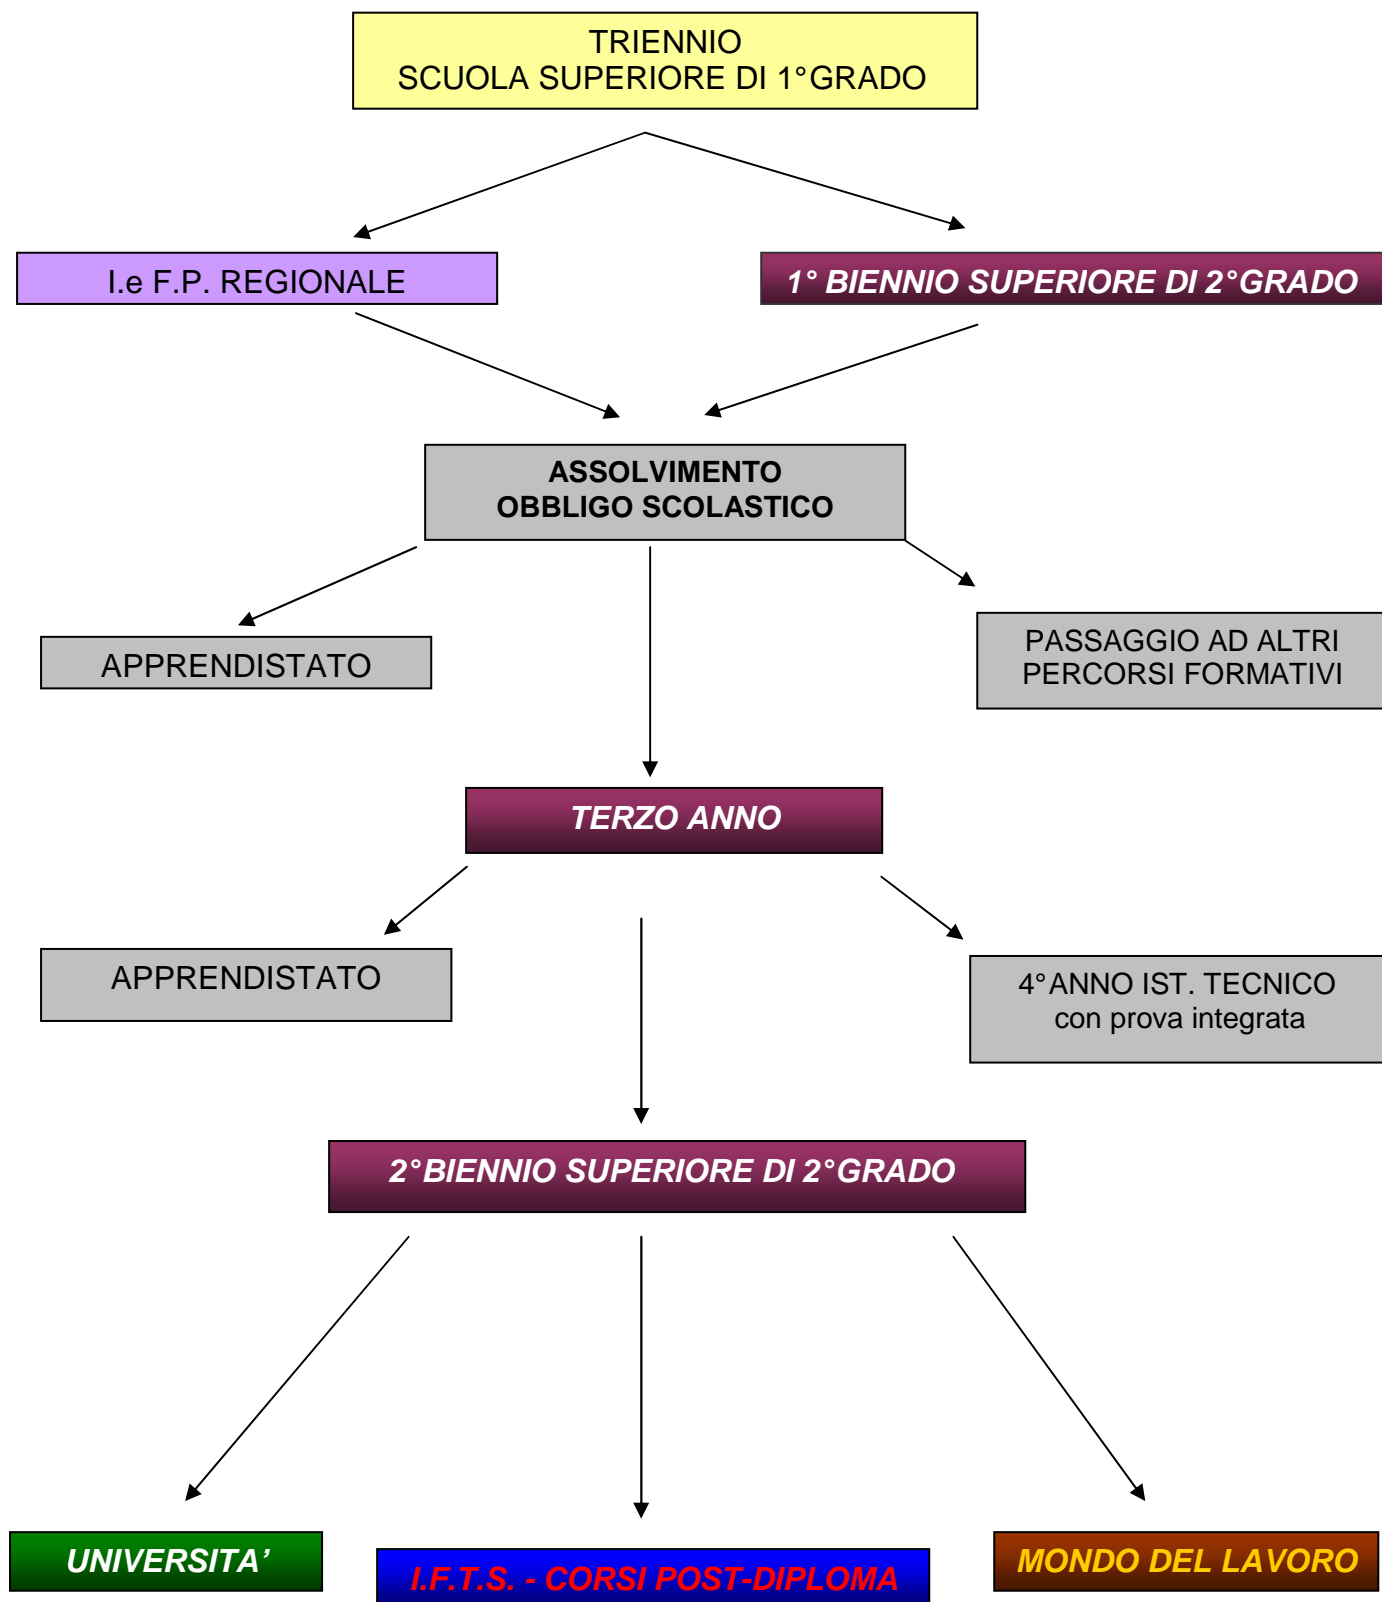 TRIENNIO
SCUOLA SUPERIORE DI 1°GRADO
I.e F.P. REGIONALE
1° BIENNIO SUPERIORE DI 2°GRADO
ASSOLVIMENTO
OBBLIGO SCOLASTICO
APPRENDISTATO
PASSAGGIO AD ALTRI
PERCORSI FORMATIVI
TERZO ANNO
APPRENDISTATO
4°ANNO IST. TECNICO
con prova integrata
2°BIENNIO SUPERIORE DI 2°GRADO
UNIVERSITA’
I.F.T.S. - CORSI POST-DIPLOMA
MONDO DEL LAVORO